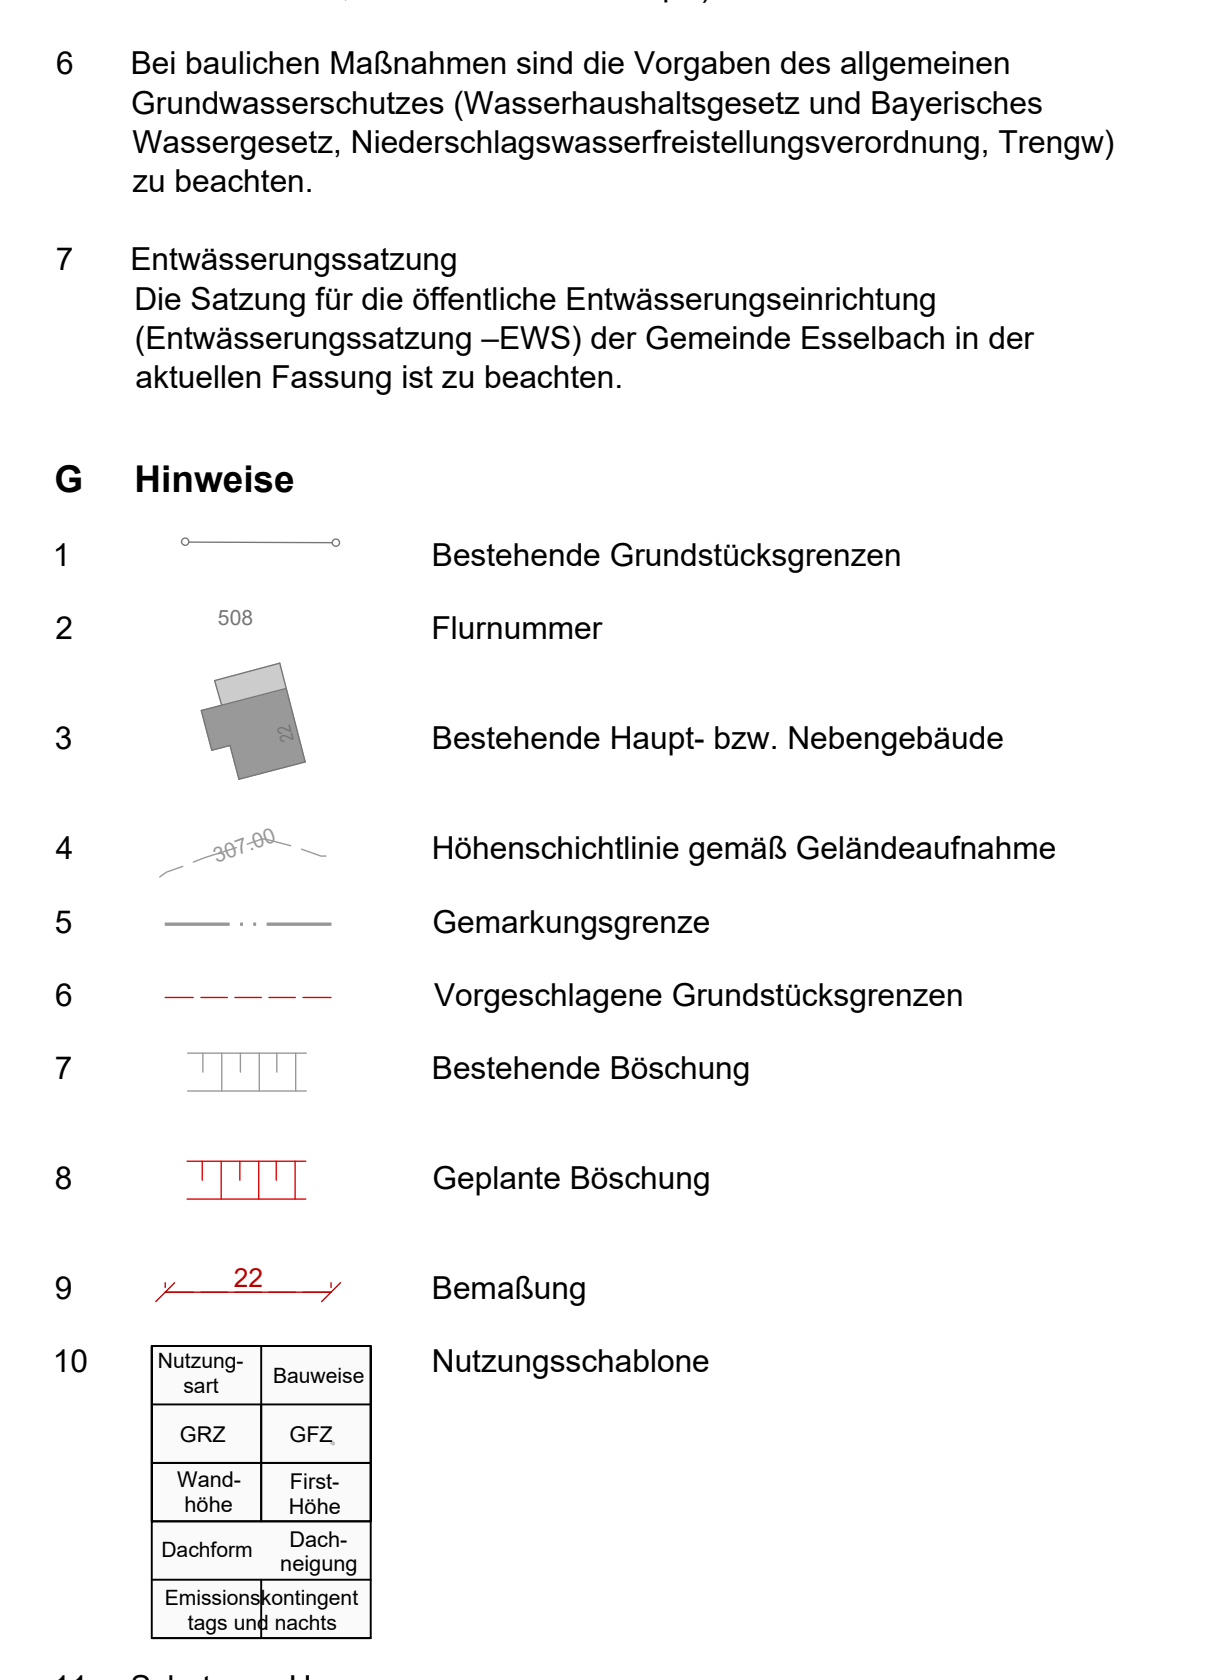 6 Bei baulichen Maßnahmen sind die Vorgaben des allgemeinen
Grundwasserschutzes (Wasserhaushaltsgesetz und Bayerisches
Wassergesetz, Niederschlagswasserfreistellungsverordnung, Trengw)
zu beachten.
7 Entwässerungssatzung
Die Satzung für die öffentliche Entwässerungseinrichtung
(Entwässerungssatzung –EWS) der Gemeinde Esselbach in der
aktuellen Fassung ist zu beachten.
G Hinweise
1 Bestehende Grundstücksgrenzen
2 508 Flurnummer
3 22 Bestehende Haupt- bzw. Nebengebäude
4 307.00 Höhenschichtlinie gemäß Geländeaufnahme
5 Gemarkungsgrenze
6 Vorgeschlagene Grundstücksgrenzen
7 Bestehende Böschung
8 Geplante Böschung
9 22 Bemaßung
10 Nutzungsschablone
Nutzung-
sart
Bauweise
GRZ GFZ
Wand-
höhe
First-
Höhe
Dachform
Dach-
neigung
Emissionskontingent
tags und nachts